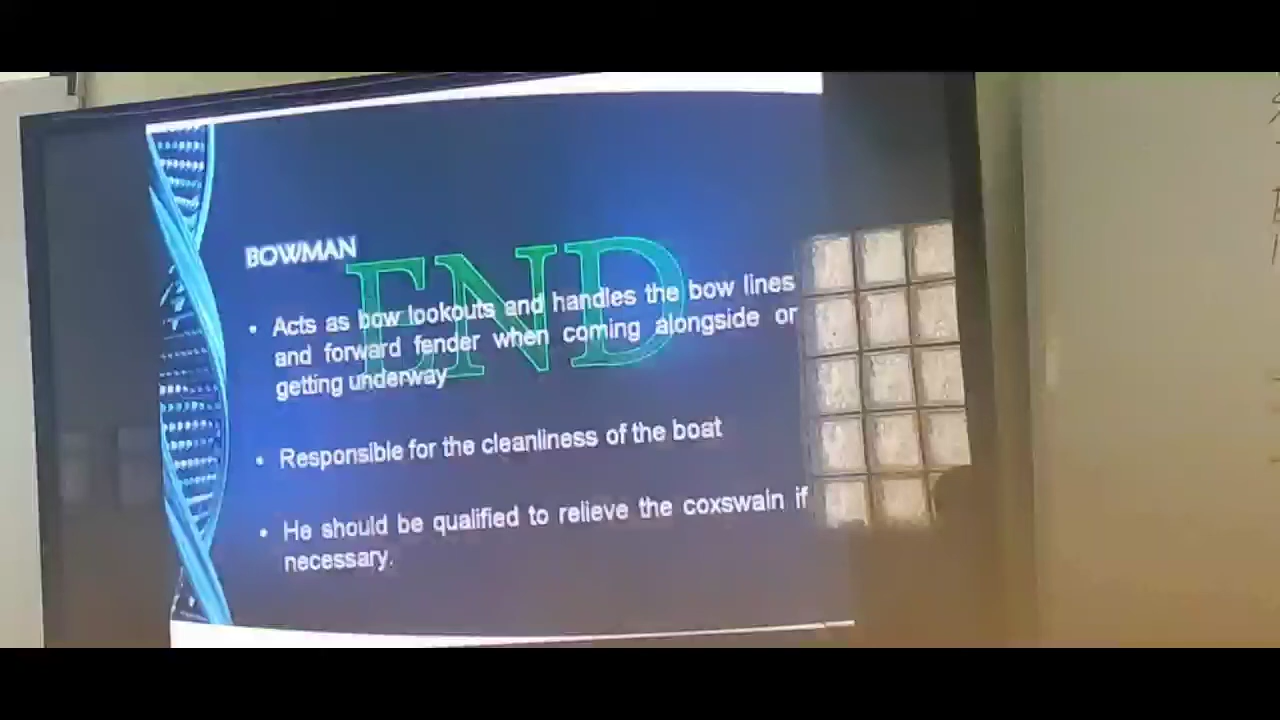 BOWMAN
END
• Acts as bow lookouts and handles the bow lines
and forward fender when coming alongside or
getting underway
• Responsible for the cleanliness of the boat
• He should be qualified to relieve the coxswain if
necessary.